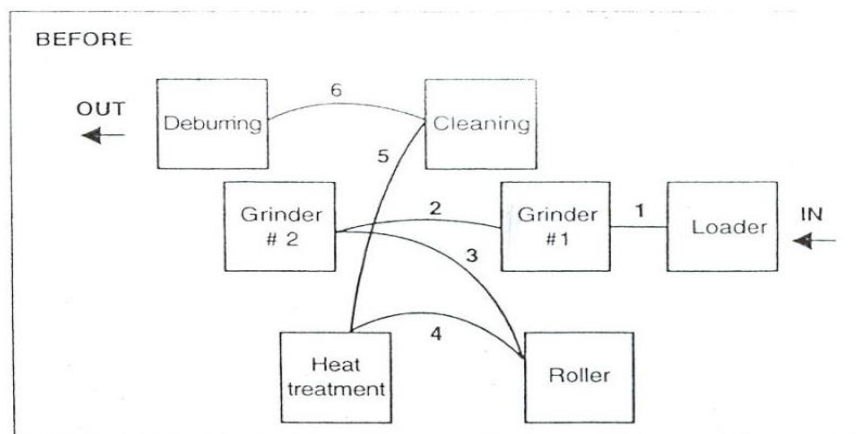 BEFORE
6
OUT
Deburring
Cleaning
5
Grinder
# 2
2
Grinder
#1
1
Loader
IN
3
4
Heat
treatment
Roller